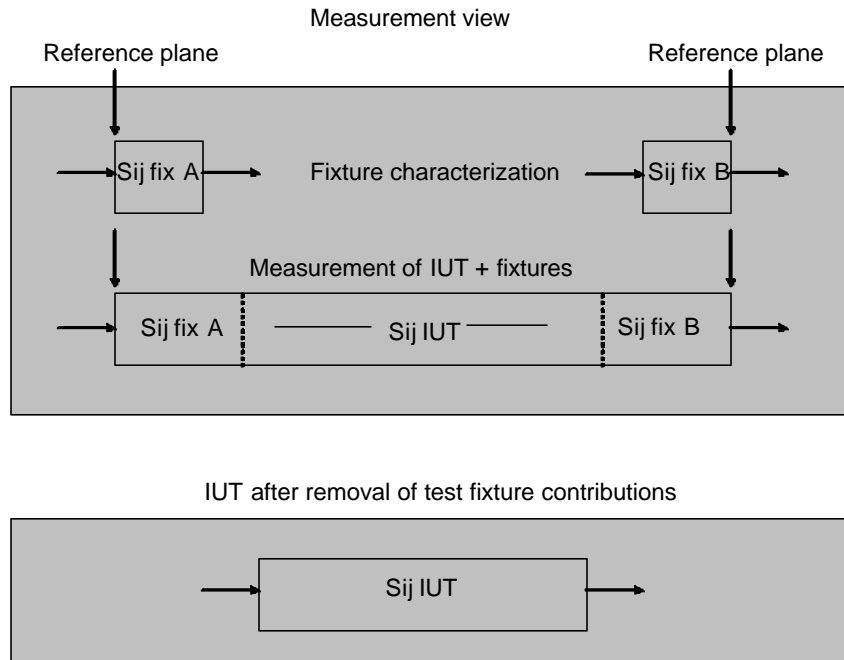 Measurement view
Reference plane
Reference plane
Sij fix A
Fixture characterization
Sij fix B
Measurement of IUT + fixtures
Sij fix A
Sij IUT
Sij fix B
IUT after removal of test fixture contributions
Sij IUT